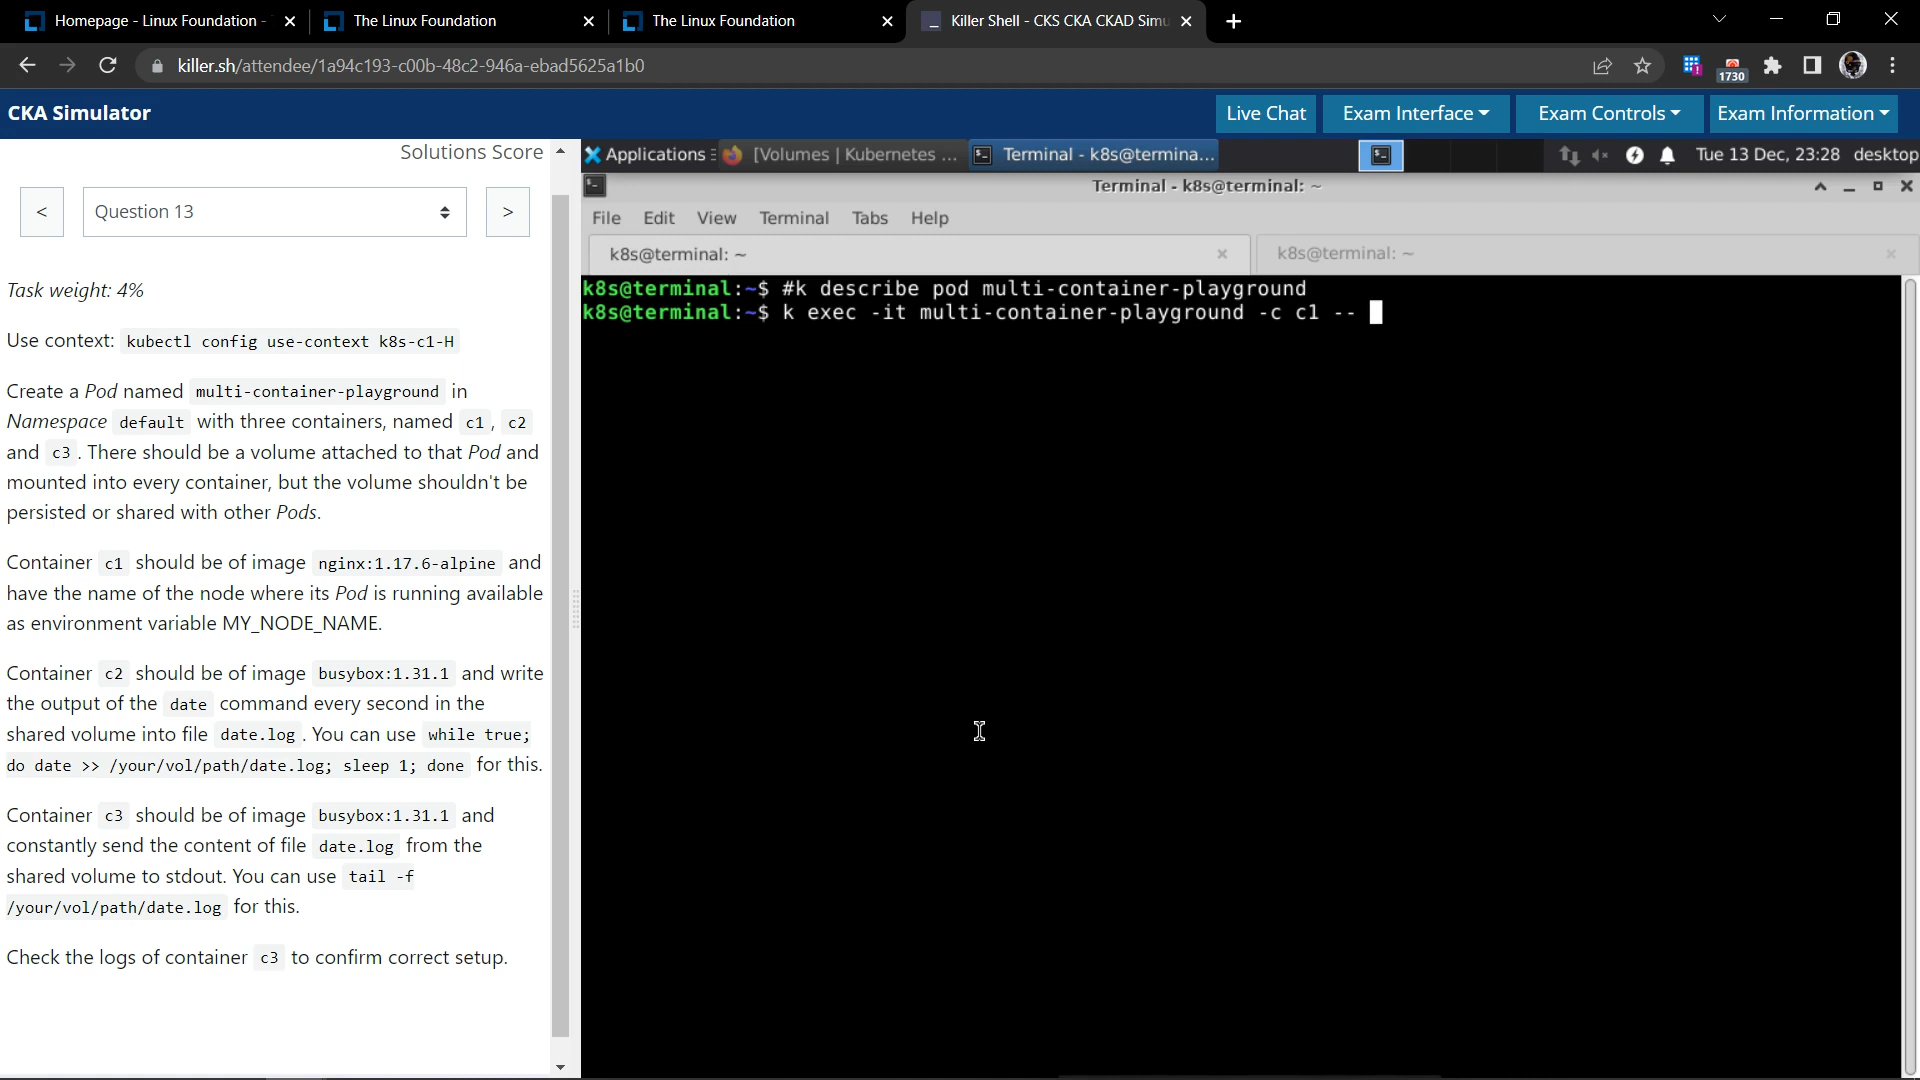 Homepage - Linux Foundation -
The Linux Foundation
The Linux Foundation
Killer Shell - CKS CKA CKAD Simu
killer.sh/attendee/1a94c193-c00b-48c2-946a-ebad5625a1b0
1730
CKA Simulator
Live Chat
Exam Interface
Exam Controls
Exam Information
Solutions Score
<
Question 13
>
Task weight: 4%
Use context: kubectl config use-context k8s-c1-H
Create a Pod named multi-container-playground in
Namespace default with three containers, named c1, c2
and c3. There should be a volume attached to that Pod and
mounted into every container, but the volume shouldn't be
persisted or shared with other Pods.
Container c1 should be of image nginx:1.17.6-alpine and
have the name of the node where its Pod is running available
as environment variable MY_NODE_NAME.
Container c2 should be of image busybox:1.31.1 and write
the output of the date command every second in the
shared volume into file date.log. You can use while true;
do date >> /your/vol/path/date.log; sleep 1; done for this.
Container c3 should be of image busybox:1.31.1 and
constantly send the content of file date.log from the
shared volume to stdout. You can use tail -f
/your/vol/path/date.log for this.
Check the logs of container c3 to confirm correct setup.
Applications
[Volumes | Kubernetes ...
Terminal - k8s@termina...
Tue 13 Dec, 23:28
desktop
Terminal - k8s@terminal: ~
File Edit View Terminal Tabs Help
k8s@terminal: ~
k8s@terminal: ~
k8s@terminal:~$ #k describe pod multi-container-playground
k8s@terminal:~$ k exec -it multi-container-playground -c c1 --